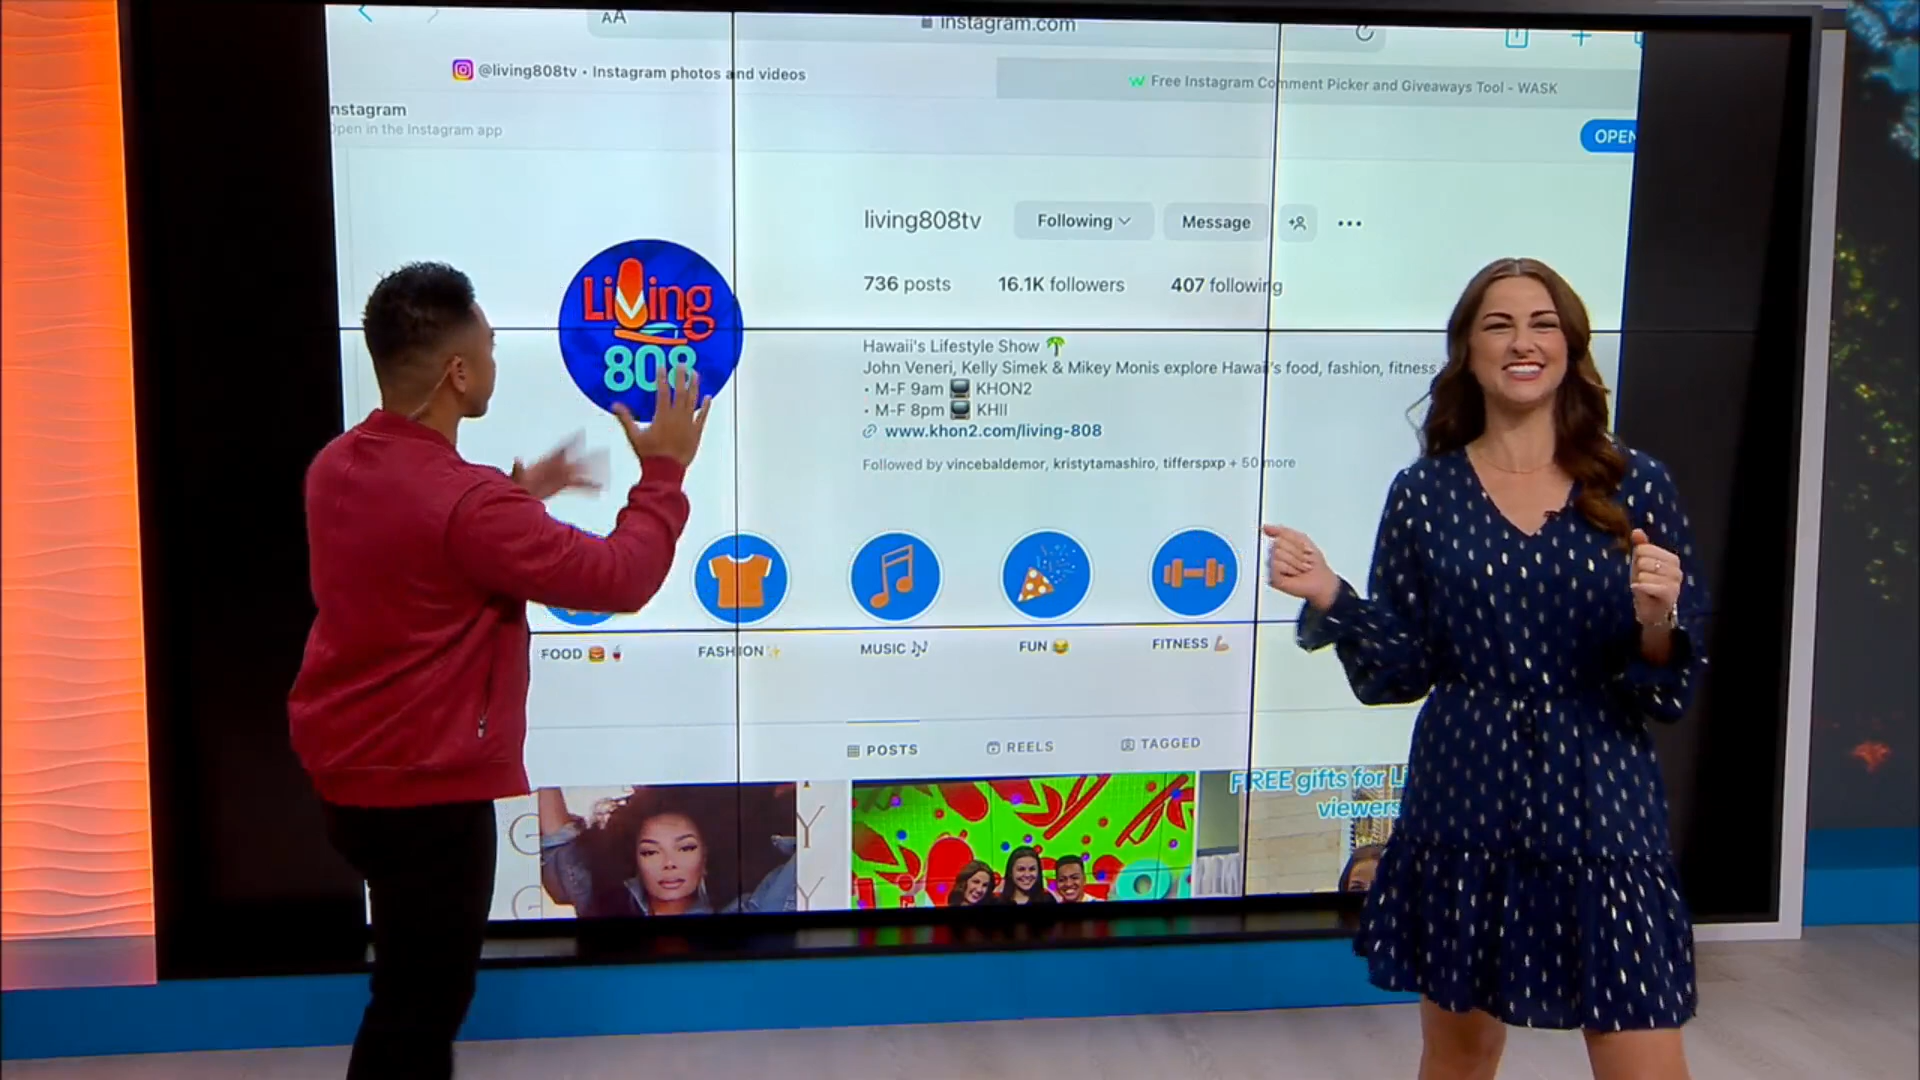 AA
instagram.com
@living808tv • Instagram photos and videos
Free Instagram Comment Picker and Giveaways Tool - WASK
nstagram
Open in the Instagram app
OPEN
living808tv
Following
Message
736 posts
16.1K followers
407 following
Living
808
Hawaii's Lifestyle Show 🌴
John Veneri, Kelly Simek & Mikey Monis explore Hawaii's food, fashion, fitness
• M-F 9am 📺 KHON2
• M-F 8pm 📺 KHII
www.khon2.com/living-808
Followed by vincebaldemor, kristytamashiro, tifferspxp + 50 more
FOOD 🍔🍹
FASHION✨
MUSIC 🎶
FUN 😂
FITNESS 💪
POSTS
REELS
TAGGED
FREE gifts for Li
viewers